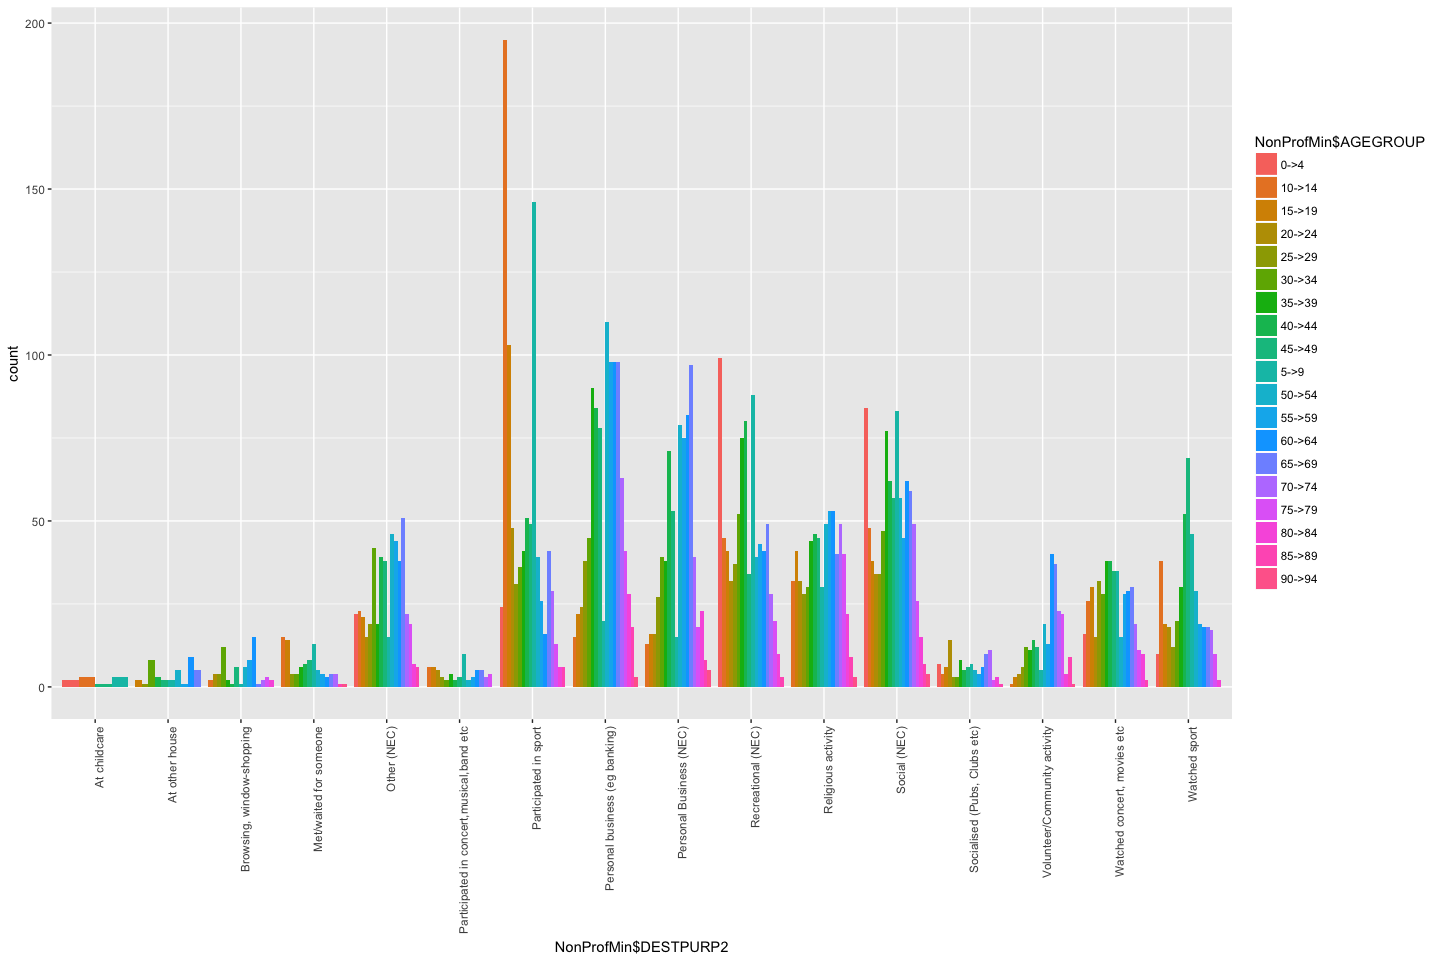 200
150
100
50
0
count
At childcare
At other house
Browsing, window-shopping
Met/waited for someone
Other (NEC)
Participated in concert,musical,band etc
Participated in sport
Personal business (eg banking)
Personal Business (NEC)
Recreational (NEC)
Religious activity
Social (NEC)
Socialised (Pubs, Clubs etc)
Volunteer/Community activity
Watched concert, movies etc
Watched sport
NonProfMin$DESTPURP2
NonProfMin$AGEGROUP
0->4
10->14
15->19
20->24
25->29
30->34
35->39
40->44
45->49
5->9
50->54
55->59
60->64
65->69
70->74
75->79
80->84
85->89
90->94